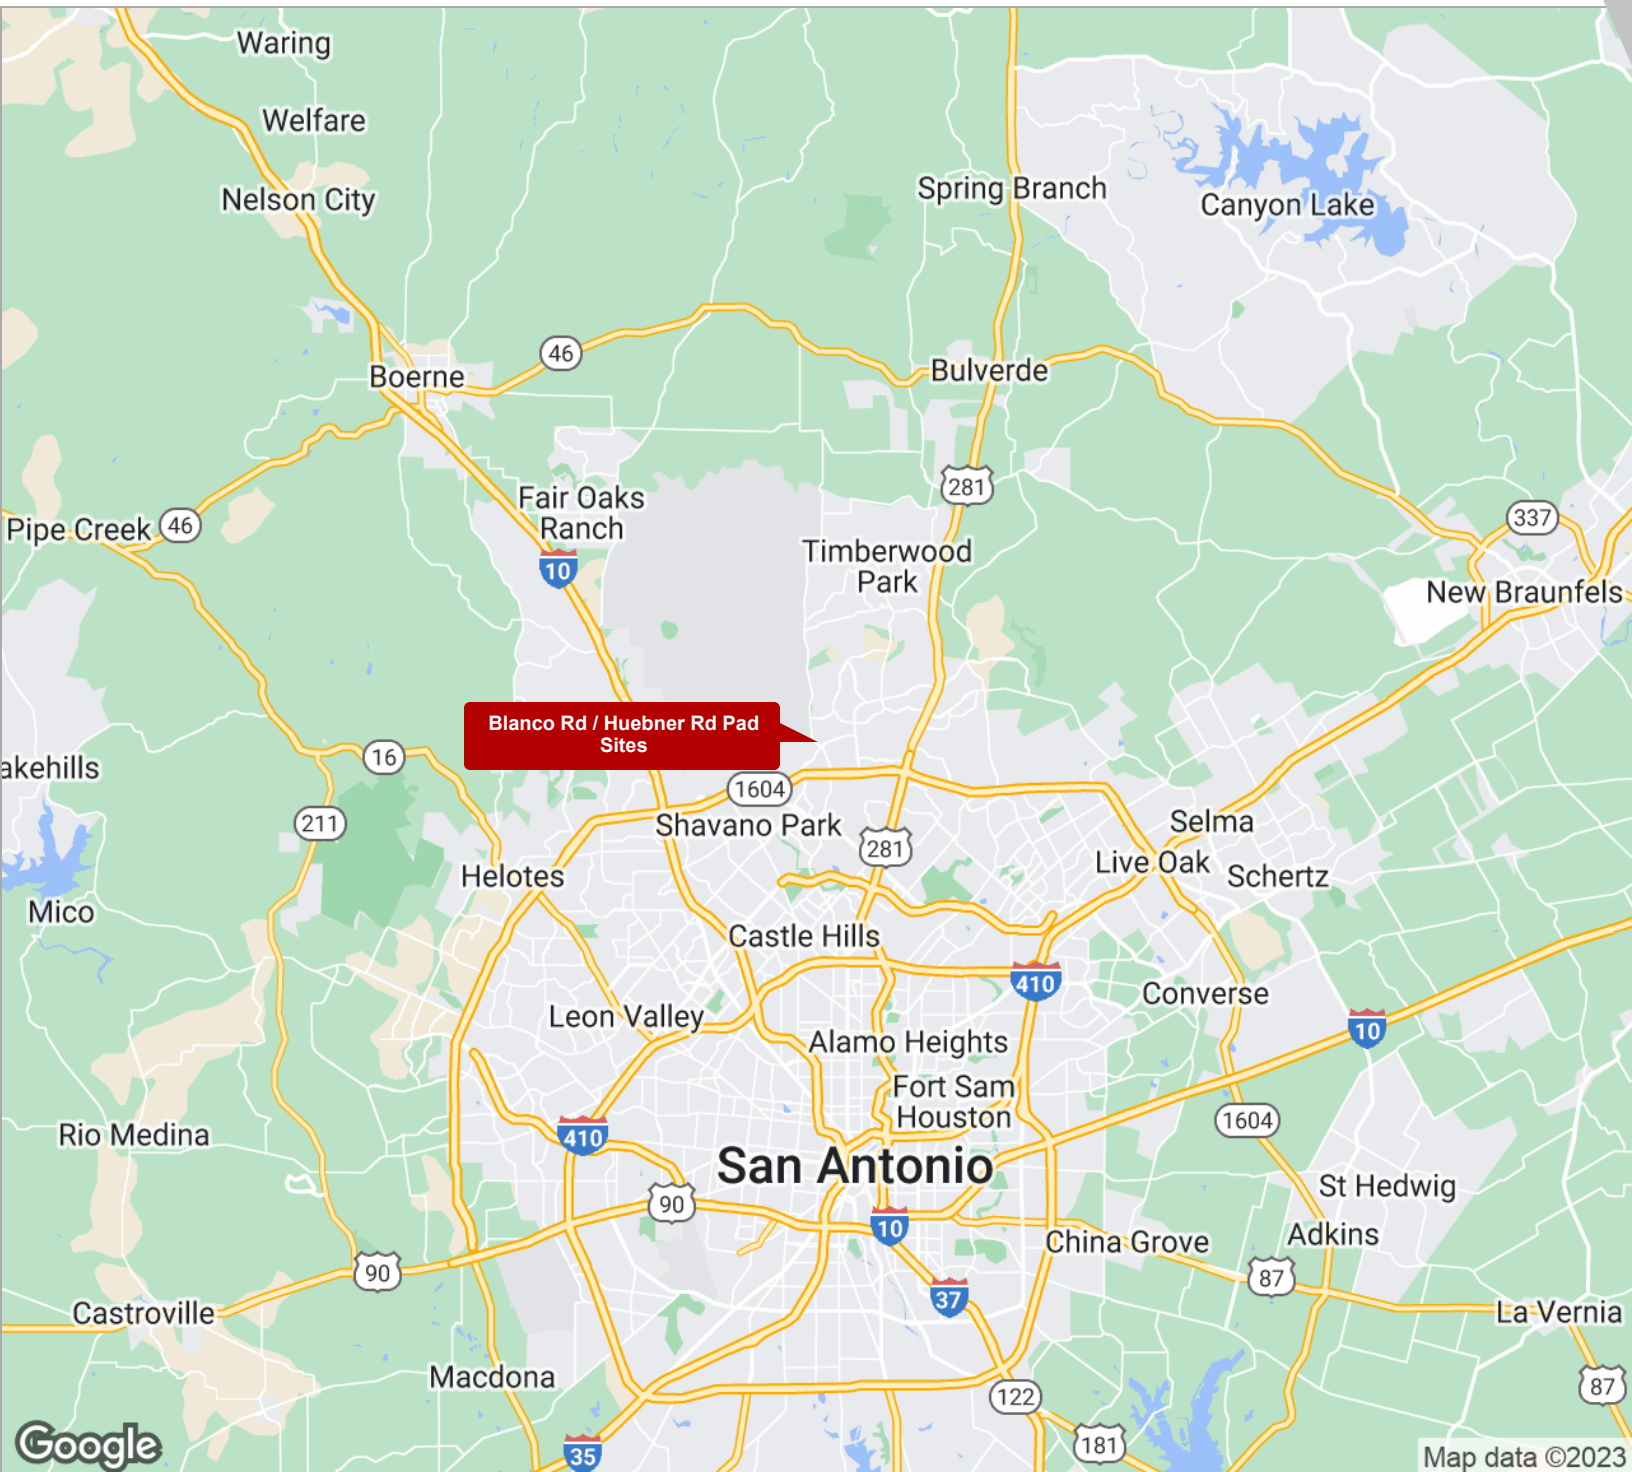 Waring
Welfare
Nelson City
Spring Branch
Canyon Lake
46
Boerne
Bulverde
281
Fair Oaks
Ranch
337
Pipe Creek
46
Timberwood
Park
10
New Braunfels
Blanco Rd / Huebner Rd Pad
Sites
16
akehills
1604
211
Shavano Park
Selma
281
Live Oak
Helotes
Schertz
Mico
Castle Hills
410
Converse
Leon Valley
10
Alamo Heights
Fort Sam
Houston
1604
Rio Medina
410
San Antonio
St Hedwig
90
10
China Grove
Adkins
90
87
37
Castroville
La Vernia
Macdona
122
87
181
35
Google
Map data ©2023